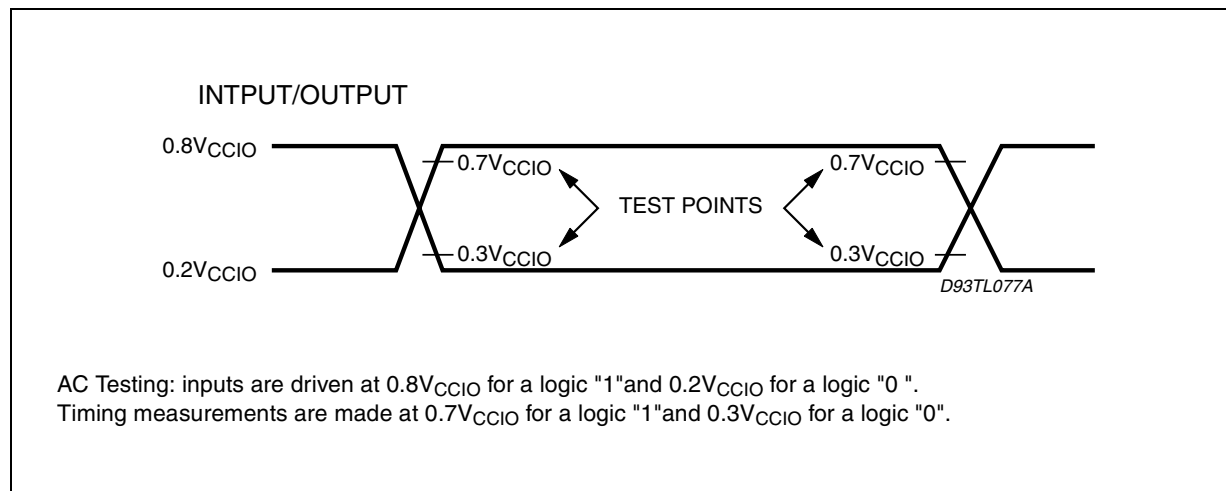 INTPUT/OUTPUT
0.8VCCIO
0.7VCCIO
0.7VCCIO
TEST POINTS
0.3VCCIO
0.3VCCIO
0.2VCCIO
D93TL077A
AC Testing: inputs are driven at 0.8VCCIO for a logic "1"and 0.2VCCIO for a logic "0 ".
Timing measurements are made at 0.7VCCIO for a logic "1"and 0.3VCCIO for a logic "0".